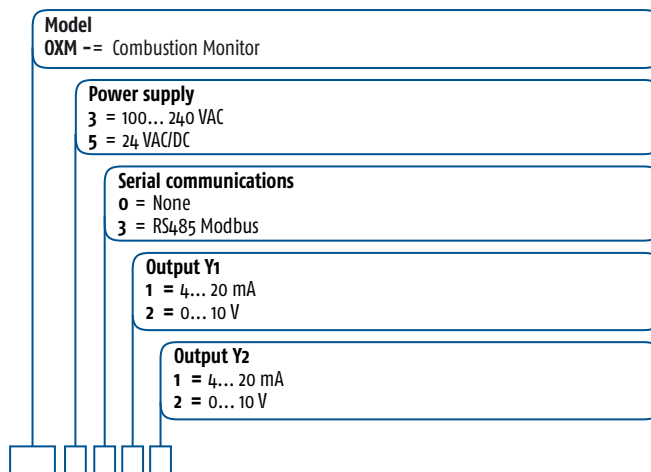 Model
OXM -= Combustion Monitor
Power supply
3 = 100... 240 VAC
5 = 24 VAC/DC
Serial communications
0 = None
3 = RS485 Modbus
Output Y1
1 = 4... 20 mA
2 = 0... 10 V
Output Y2
1 = 4... 20 mA
2 = 0... 10 V